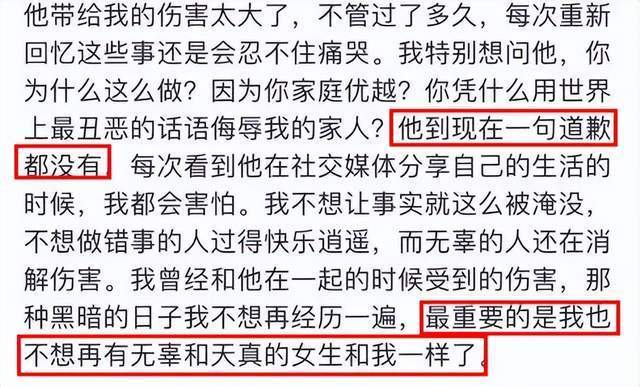 他带给我的伤害太大了，不管过了多久，每次重新
回忆这些事还是会忍不住痛哭。我特别想问他，你
为什么这么做？因为你家庭优越？你凭什么用世界
上最丑恶的话语侮辱我的家人？他到现在一句道歉
都没有。每次看到他在社交媒体分享自己的生活的
时候，我都会害怕。我不想让事实就这么被淹没，
不想做错事的人过得快乐逍遥，而无辜的人还在消
解伤害。我曾经和他在一起的时候受到的伤害，那
种黑暗的日子我不想再经历一遍，最重要的是我也
不想再有无辜和天真的女生和我一样了。